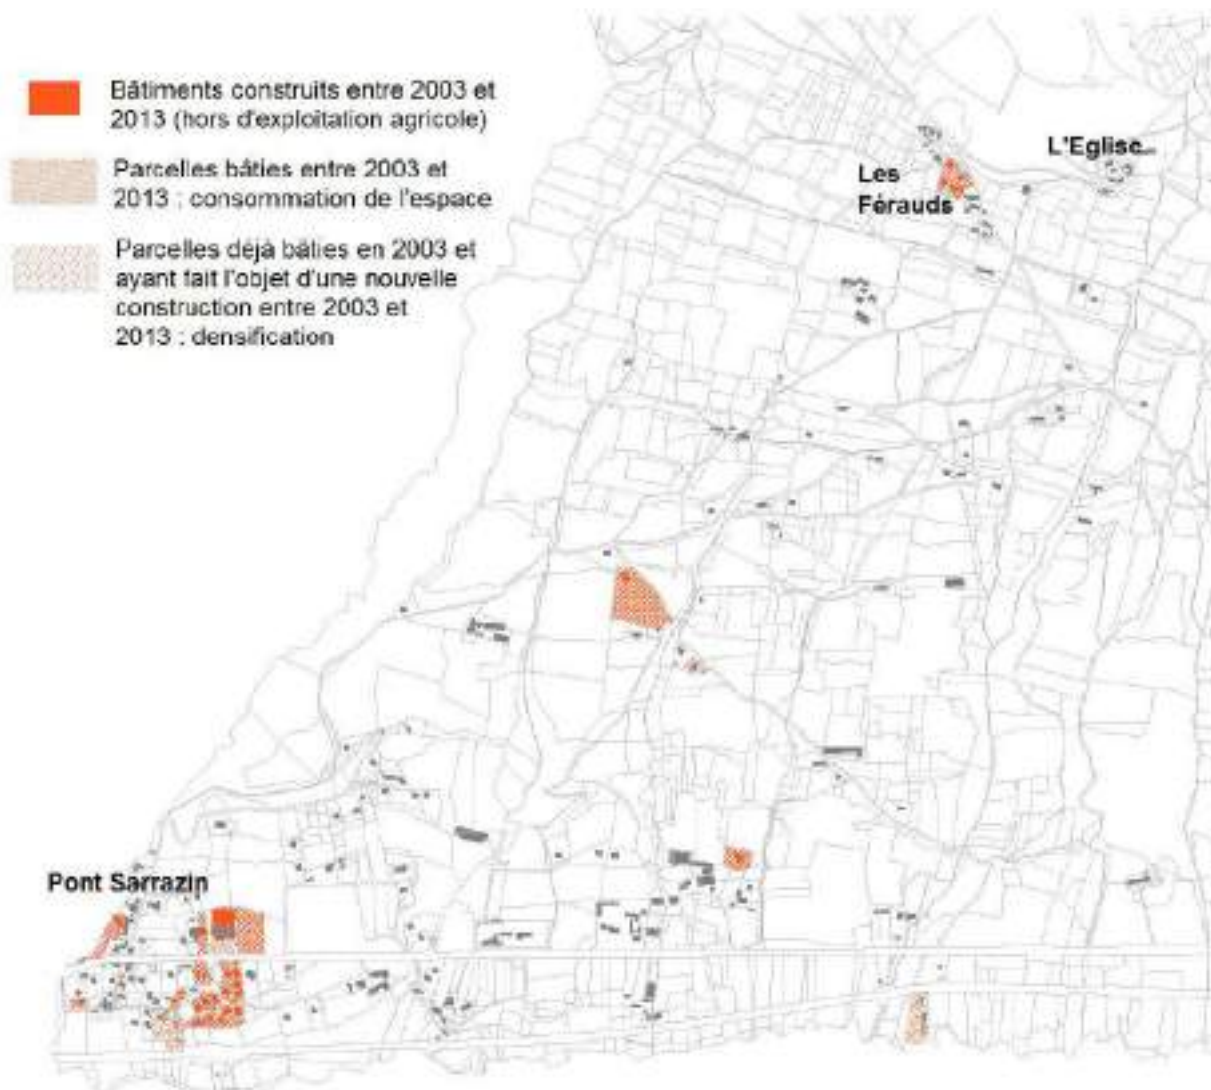 Bâtiments construits entre 2003 et
2013 (hors d'exploitation agricole)
Parcelles bâties entre 2003 et
2013 : consommation de l'espace
Parcelles déjà bâties en 2003 et
ayant fait l'objet d'une nouvelle
construction entre 2003 et
2013 : densification
L'Eglise
Les
Férauds
Pont Sarrazin